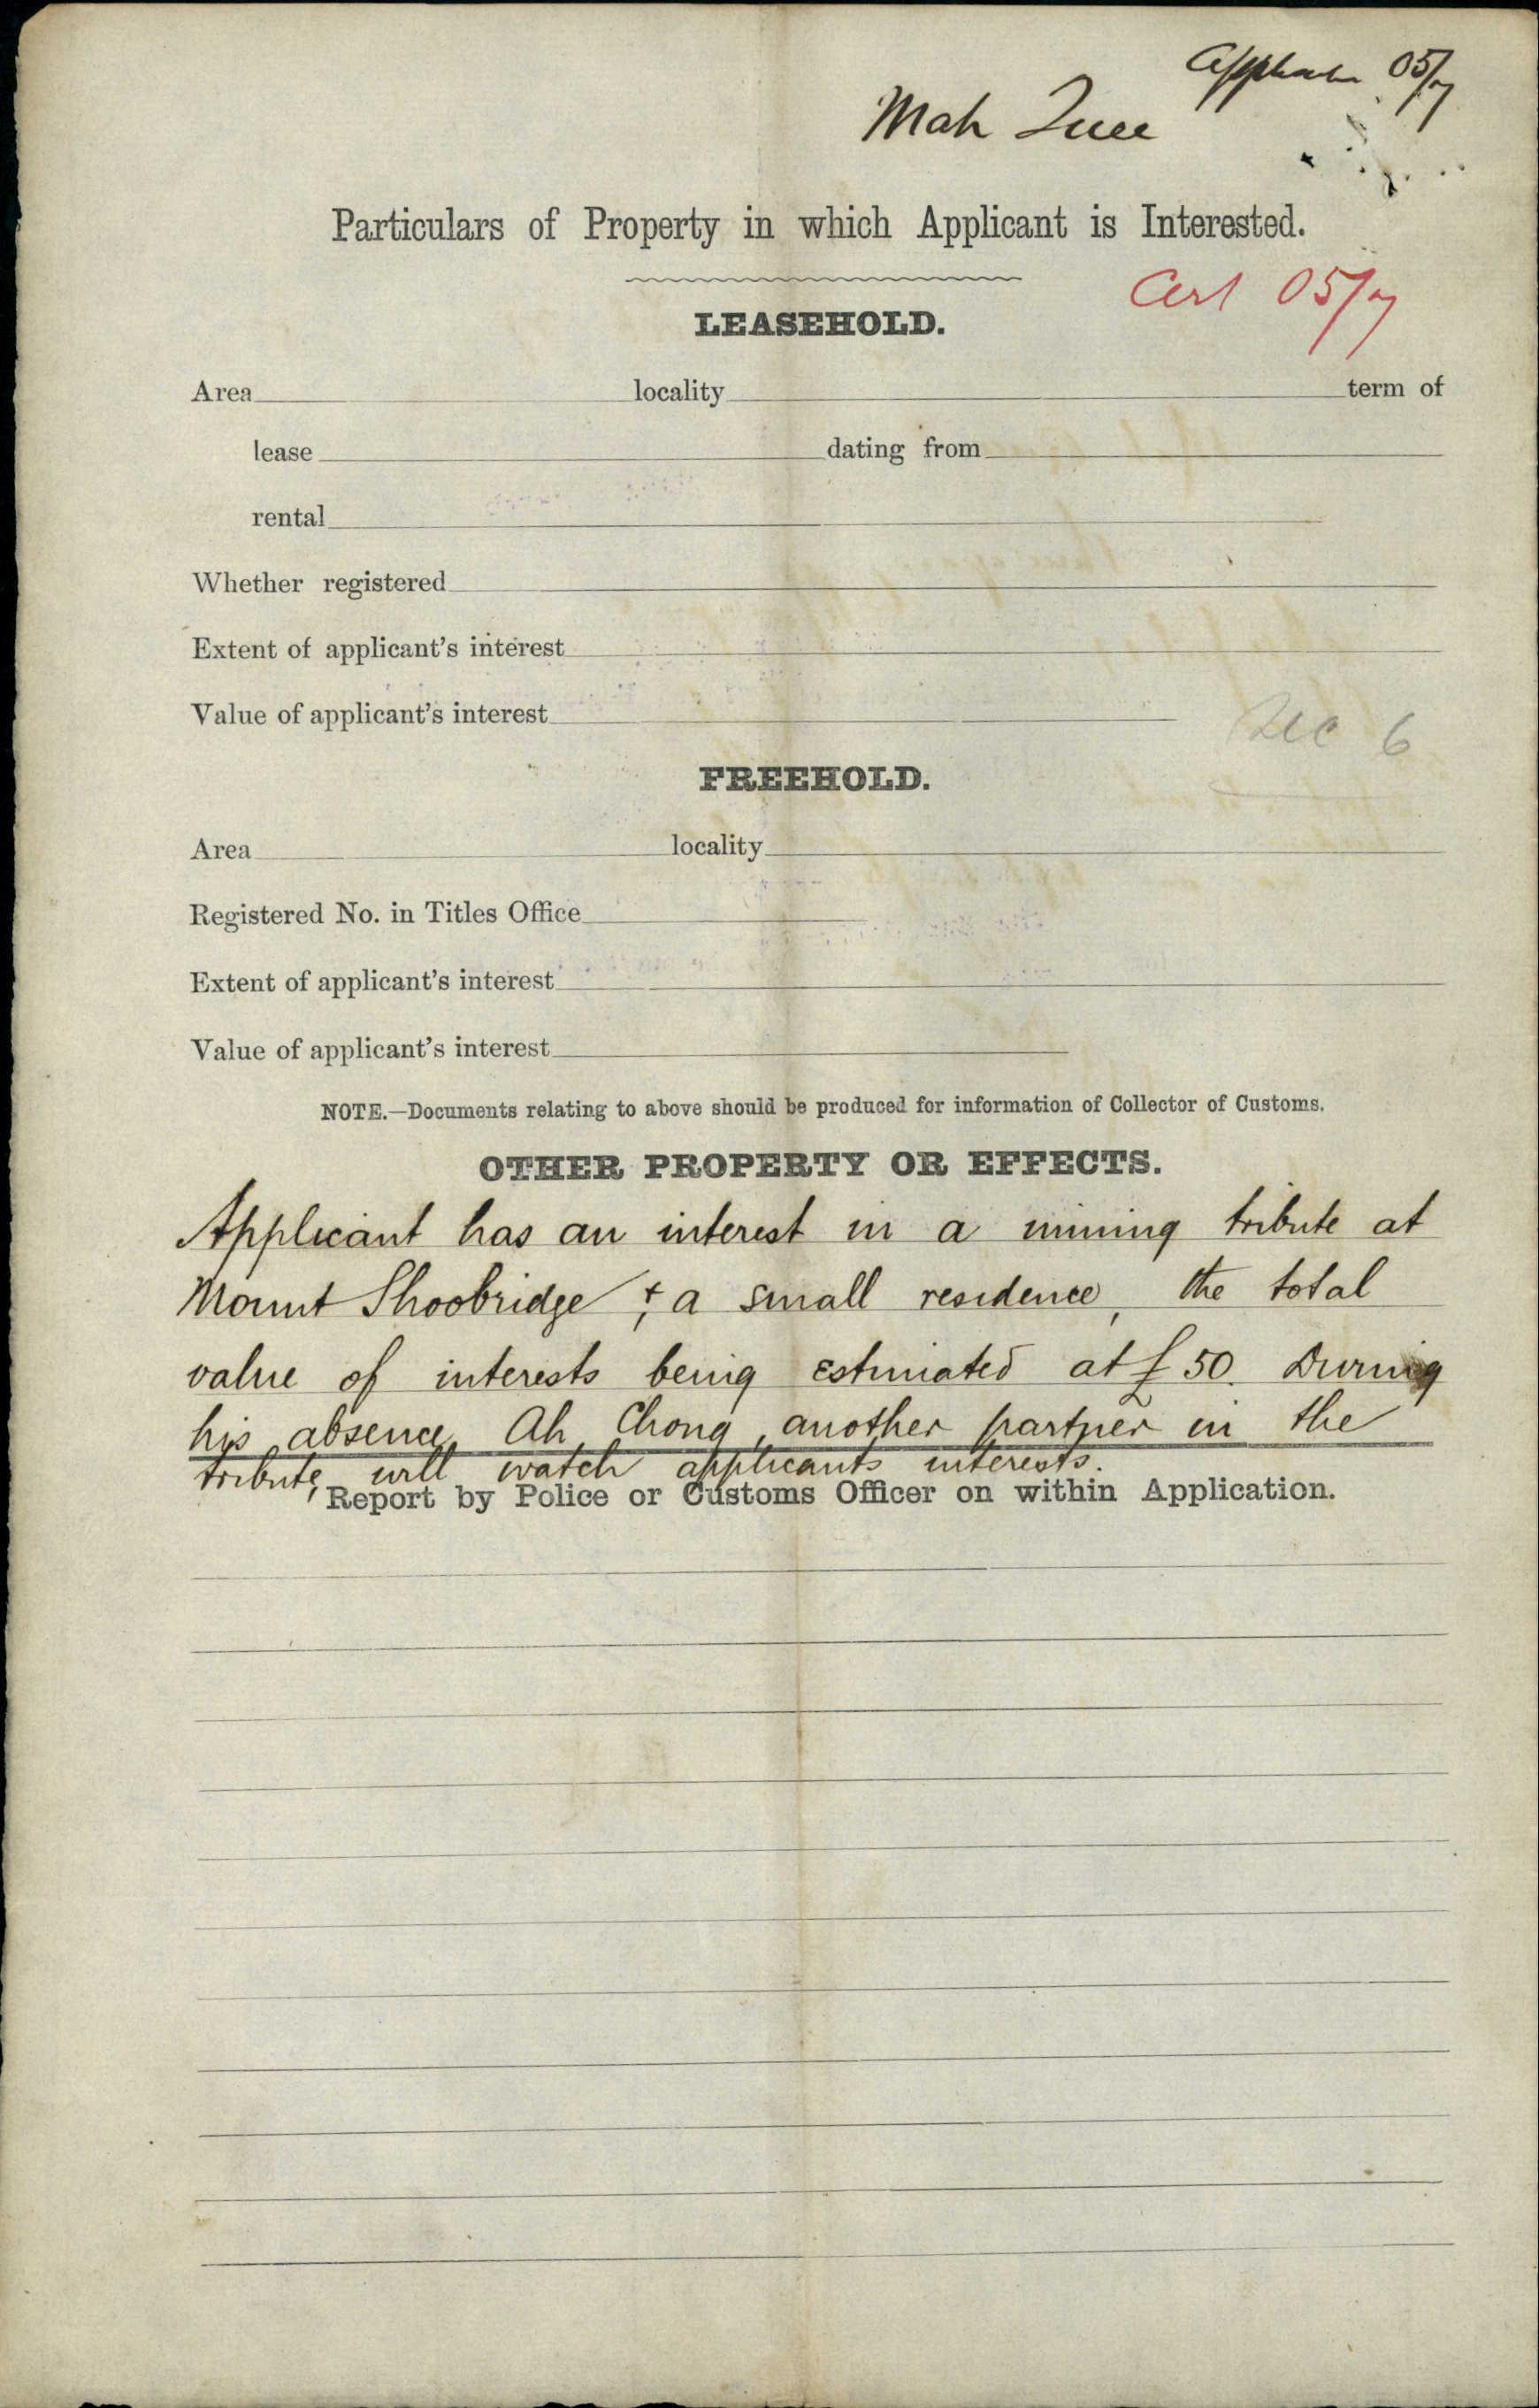 05/7
Mah
Particulars of Property in which Applicant is Interested.
Cert 05/7
LEASEHOLD.
Area locality term of
lease dating from
rental
Whether registered
Extent of applicant's interest
Value of applicant's interest
Dec 6
FREEHOLD.
Area locality
Registered No. in Titles Office
Extent of applicant's interest
Value of applicant's interest
NOTE.—Documents relating to above should be produced for information of Collector of Customs.
OTHER PROPERTY OR EFFECTS.
Applicant has an interest in a mining tribute at
Mount Shoobridge & a small residence, the total
value of interests being estimated at £50. During
his absence Ah Chong, another partner in the
tribute, will watch applicants interests.
Report by Police or Customs Officer on within Application.